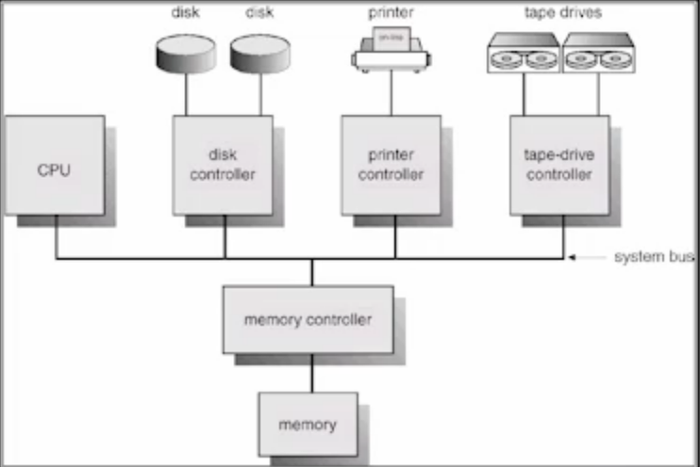 disk
disk
printer
tape drives
CPU
disk
controller
printer
controller
tape-drive
controller
system bus
memory controller
memory